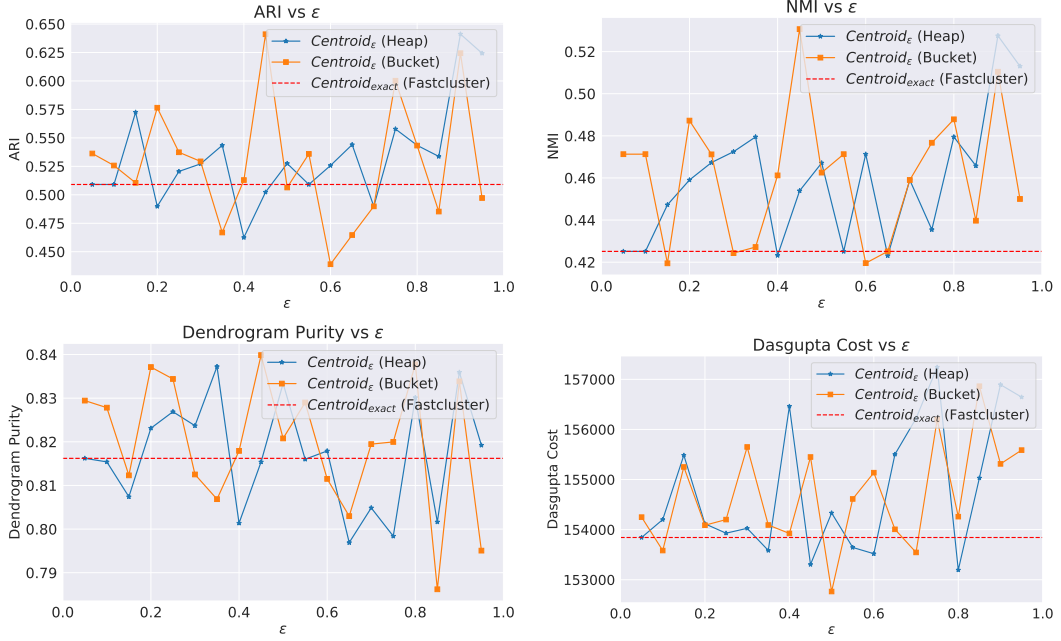 ARI vs ε
0.650
0.625
0.600
0.575
0.550
0.525
0.500
0.475
0.450
ARI
0.0 0.2 0.4 0.6 0.8 1.0
ε
Centroidε (Heap)
Centroidε (Bucket)
Centroidexact (Fastcluster)
NMI vs ε
0.52
0.50
0.48
0.46
0.44
0.42
NMI
0.0 0.2 0.4 0.6 0.8 1.0
ε
Centroidε (Heap)
Centroidε (Bucket)
Centroidexact (Fastcluster)
Dendrogram Purity vs ε
0.84
0.83
0.82
0.81
0.80
0.79
Dendrogram Purity
0.0 0.2 0.4 0.6 0.8 1.0
ε
Centroidε (Heap)
Centroidε (Bucket)
Centroidexact (Fastcluster)
Dasgupta Cost vs ε
157000
156000
155000
154000
153000
Dasgupta Cost
0.0 0.2 0.4 0.6 0.8 1.0
ε
Centroidε (Heap)
Centroidε (Bucket)
Centroidexact (Fastcluster)